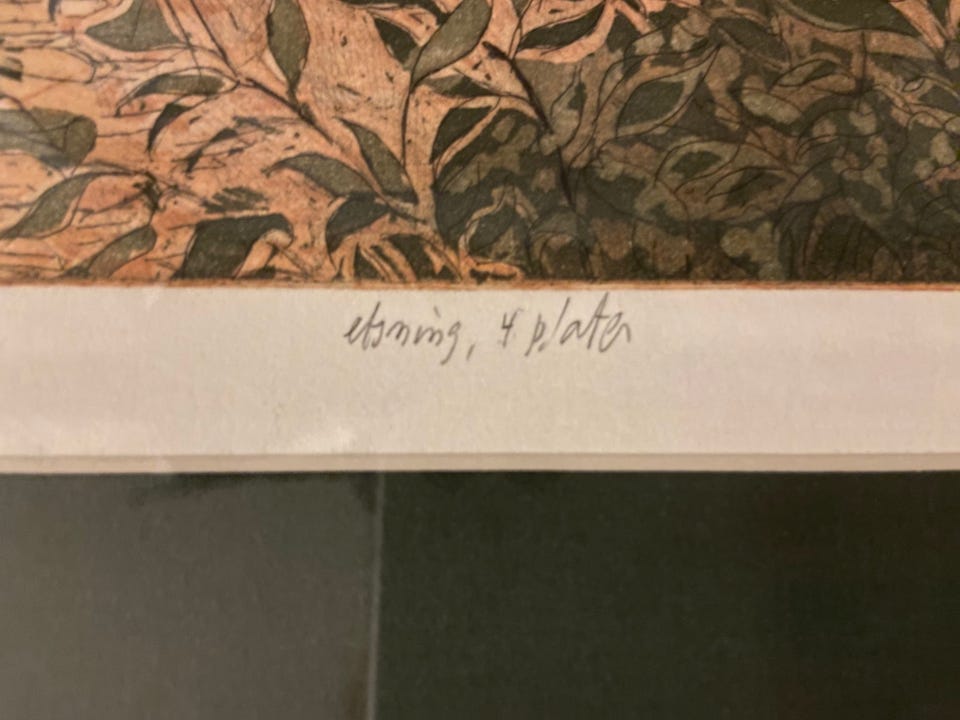 etsning, 4 plater